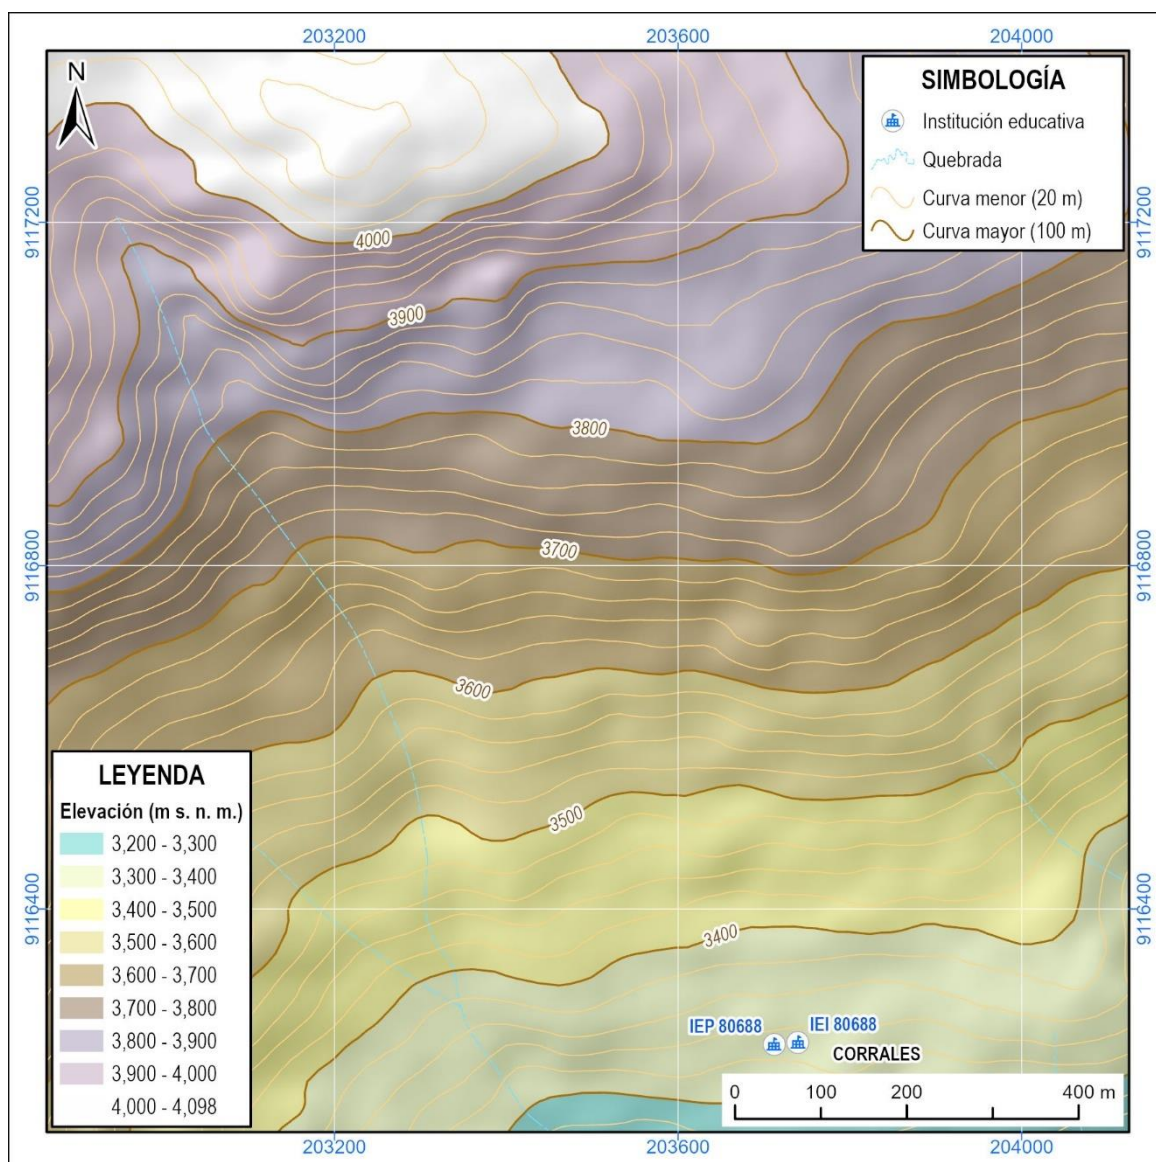 203200
203600
204000
N
SIMBOLOGÍA
Institución educativa
Quebrada
Curva menor (20 m)
Curva mayor (100 m)
9117200
9117200
4000
3900
3800
3700
9116800
9116800
3600
3500
LEYENDA
Elevación (m s. n. m.)
3,200 - 3,300
3,300 - 3,400
3,400 - 3,500
3,500 - 3,600
3,600 - 3,700
3,700 - 3,800
3,800 - 3,900
3,900 - 4,000
4,000 - 4,098
9116400
9116400
3400
IEP 80688
IEI 80688
CORRALES
0 100 200 400 m
203200
203600
204000